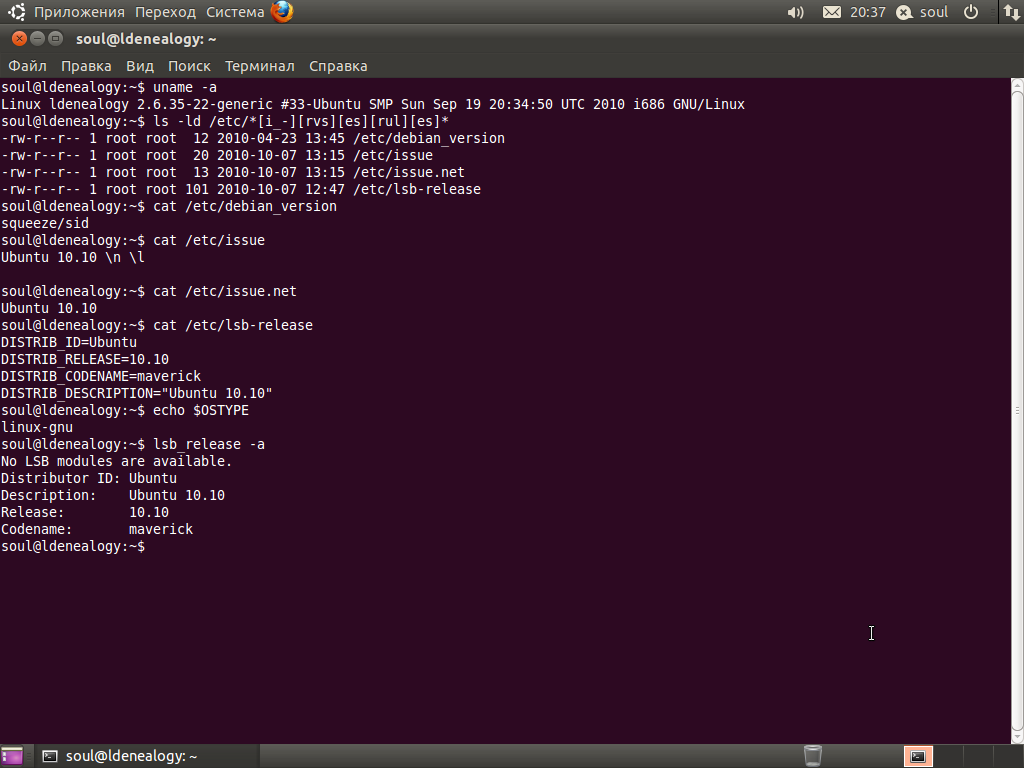 Приложения Переход Система 20:37 soul
soul@ldenealogy: ~
Файл Правка Вид Поиск Терминал Справка
soul@ldenealogy:~$ uname -a
Linux ldenealogy 2.6.35-22-generic #33-Ubuntu SMP Sun Sep 19 20:34:50 UTC 2010 i686 GNU/Linux
soul@ldenealogy:~$ ls -ld /etc/*[i_-][rvs][es][rul][es]*
-rw-r--r-- 1 root root  12 2010-04-23 13:45 /etc/debian_version
-rw-r--r-- 1 root root  20 2010-10-07 13:15 /etc/issue
-rw-r--r-- 1 root root  13 2010-10-07 13:15 /etc/issue.net
-rw-r--r-- 1 root root 101 2010-10-07 12:47 /etc/lsb-release
soul@ldenealogy:~$ cat /etc/debian_version
squeeze/sid
soul@ldenealogy:~$ cat /etc/issue
Ubuntu 10.10 \n \l
soul@ldenealogy:~$ cat /etc/issue.net
Ubuntu 10.10
soul@ldenealogy:~$ cat /etc/lsb-release
DISTRIB_ID=Ubuntu
DISTRIB_RELEASE=10.10
DISTRIB_CODENAME=maverick
DISTRIB_DESCRIPTION="Ubuntu 10.10"
soul@ldenealogy:~$ echo $OSTYPE
linux-gnu
soul@ldenealogy:~$ lsb_release -a
No LSB modules are available.
Distributor ID: Ubuntu
Description:    Ubuntu 10.10
Release:        10.10
Codename:       maverick
soul@ldenealogy:~$
soul@ldenealogy: ~